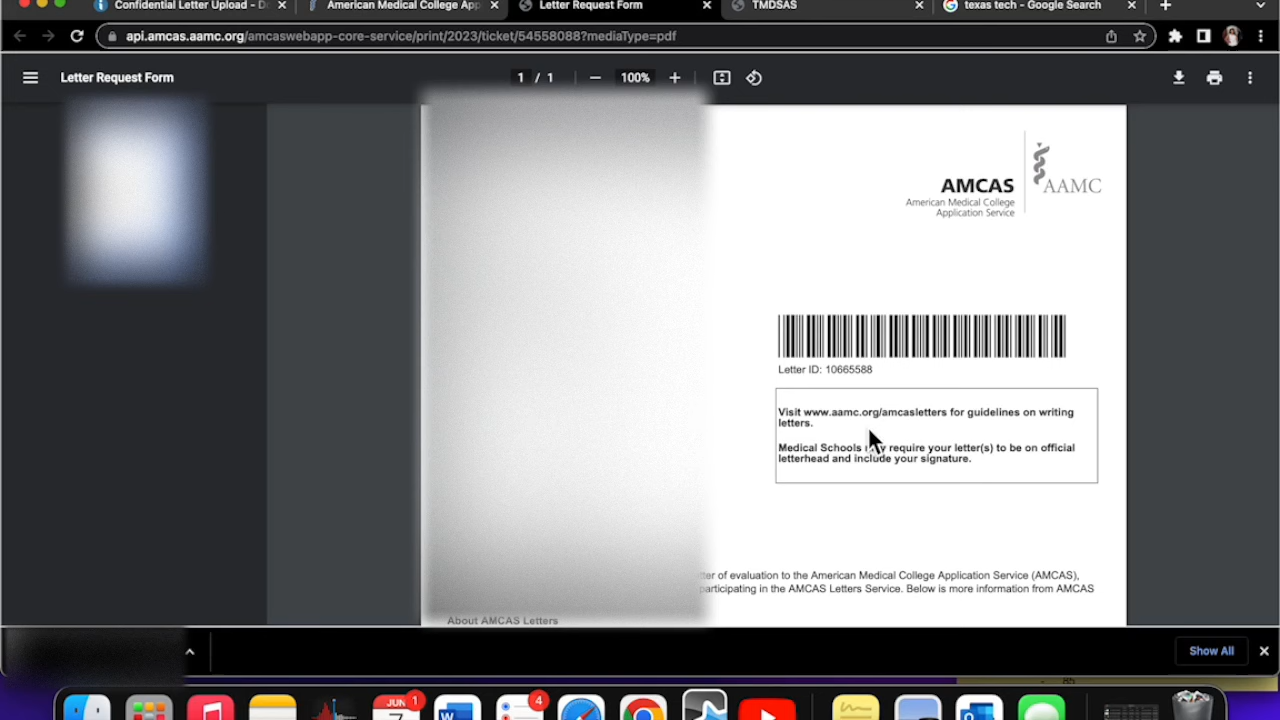 Confidential Letter Upload - D
American Medical College App
Letter Request Form
TMDSAS
texas tech - Google Search
api.amcas.aamc.org/amcaswebapp-core-service/print/2023/ticket/54558088?mediaType=pdf
Letter Request Form
1 / 1
100%
AMCAS
American Medical College
Application Service
AAMC
Letter ID: 10665588
Visit www.aamc.org/amcasletters for guidelines on writing
letters.
Medical Schools may require your letter(s) to be on official
letterhead and include your signature.
tter of evaluation to the American Medical College Application Service (AMCAS),
participating in the AMCAS Letters Service. Below is more information from AMCAS
About AMCAS Letters
Show All
85
JUN
1
7
W
4